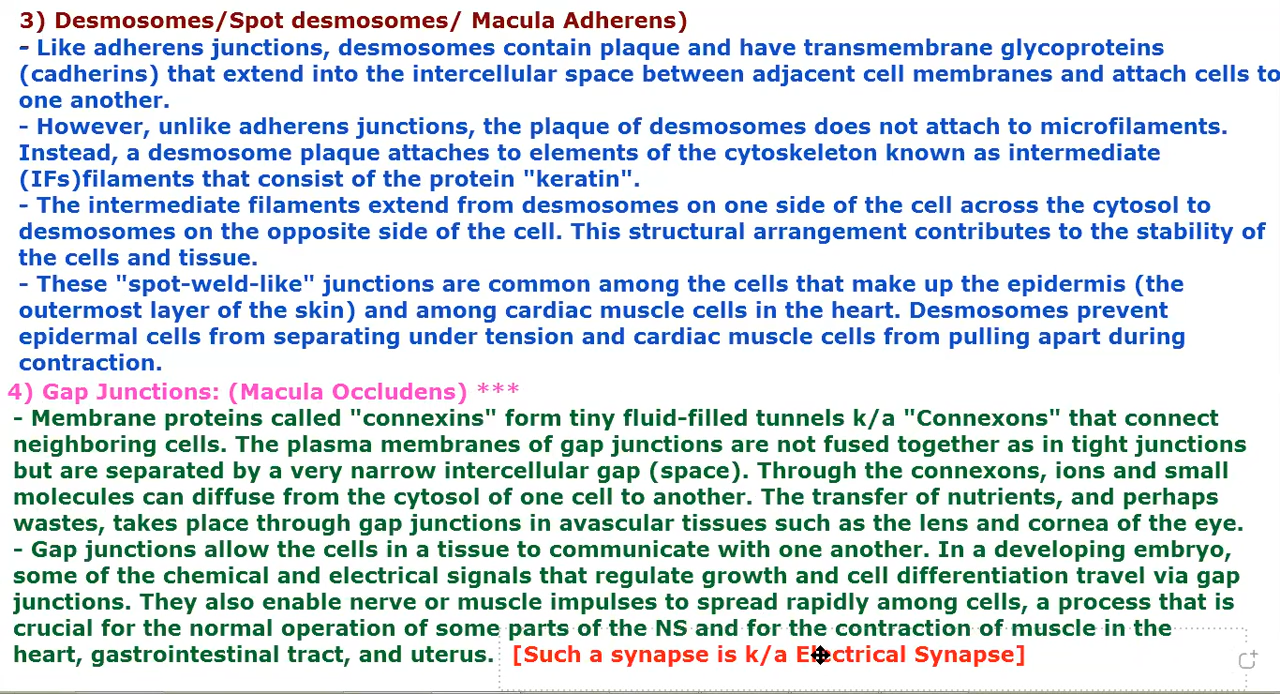 3) Desmosomes/Spot desmosomes/ Macula Adherens)
- Like adherens junctions, desmosomes contain plaque and have transmembrane glycoproteins
(cadherins) that extend into the intercellular space between adjacent cell membranes and attach cells to
one another.
- However, unlike adherens junctions, the plaque of desmosomes does not attach to microfilaments.
Instead, a desmosome plaque attaches to elements of the cytoskeleton known as intermediate
(IFs)filaments that consist of the protein "keratin".
- The intermediate filaments extend from desmosomes on one side of the cell across the cytosol to
desmosomes on the opposite side of the cell. This structural arrangement contributes to the stability of
the cells and tissue.
- These "spot-weld-like" junctions are common among the cells that make up the epidermis (the
outermost layer of the skin) and among cardiac muscle cells in the heart. Desmosomes prevent
epidermal cells from separating under tension and cardiac muscle cells from pulling apart during
contraction.
4) Gap Junctions: (Macula Occludens) ***
- Membrane proteins called "connexins" form tiny fluid-filled tunnels k/a "Connexons" that connect
neighboring cells. The plasma membranes of gap junctions are not fused together as in tight junctions
but are separated by a very narrow intercellular gap (space). Through the connexons, ions and small
molecules can diffuse from the cytosol of one cell to another. The transfer of nutrients, and perhaps
wastes, takes place through gap junctions in avascular tissues such as the lens and cornea of the eye.
- Gap junctions allow the cells in a tissue to communicate with one another. In a developing embryo,
some of the chemical and electrical signals that regulate growth and cell differentiation travel via gap
junctions. They also enable nerve or muscle impulses to spread rapidly among cells, a process that is
crucial for the normal operation of some parts of the NS and for the contraction of muscle in the
heart, gastrointestinal tract, and uterus. [Such a synapse is k/a Electrical Synapse]